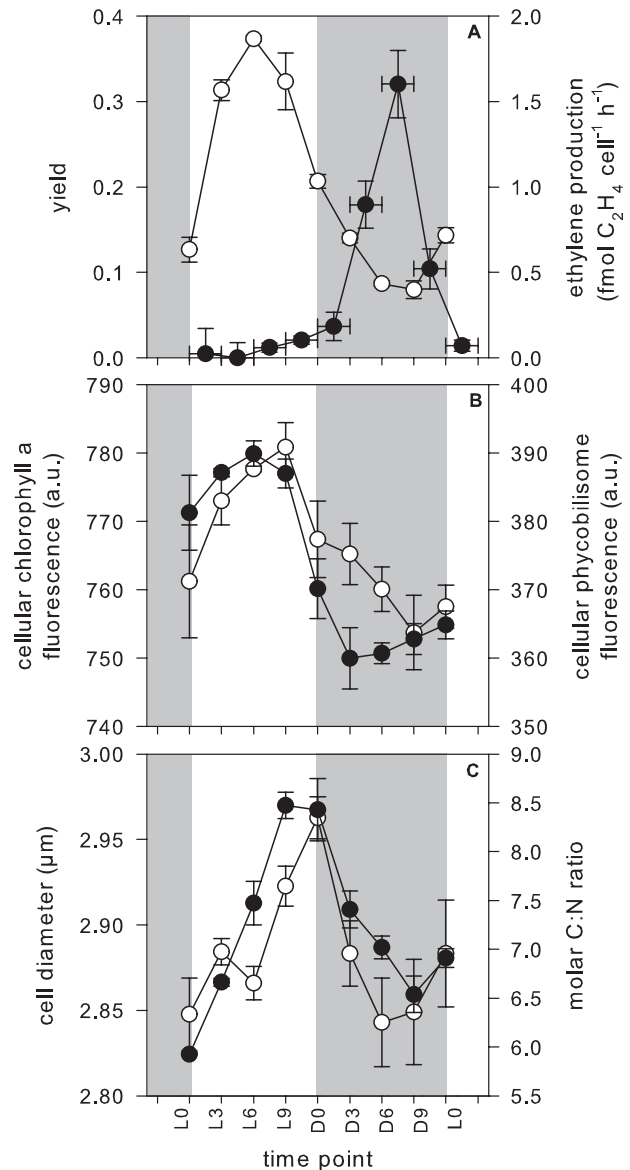 A
0.4
0.3
0.2
0.1
0.0
yield
2.0
1.5
1.0
0.5
0.0
ethylene production
(fmol C₂H₄ cell⁻¹ h⁻¹)
B
790
780
770
760
750
740
cellular chlorophyll a
fluorescence (a.u.)
400
390
380
370
360
350
cellular phycobilisome
fluorescence (a.u.)
C
3.00
2.95
2.90
2.85
2.80
cell diameter (µm)
9.0
8.5
8.0
7.5
7.0
6.5
6.0
5.5
molar C:N ratio
L0
L3
L6
L9
D0
D3
D6
D9
L0
time point